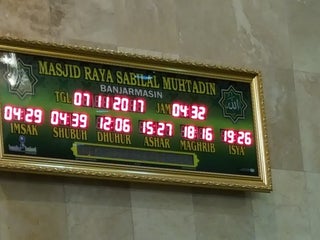 MASJID RAYA SABILAL MUHTADIN
BANJARMASIN
TGL 07 11 2017 JAM 04:32
04:29 04:39 12:06 15:27 18:16 19:26
IMSAK SHUBUH DHUHUR ASHAR MAGHRIB ISYA